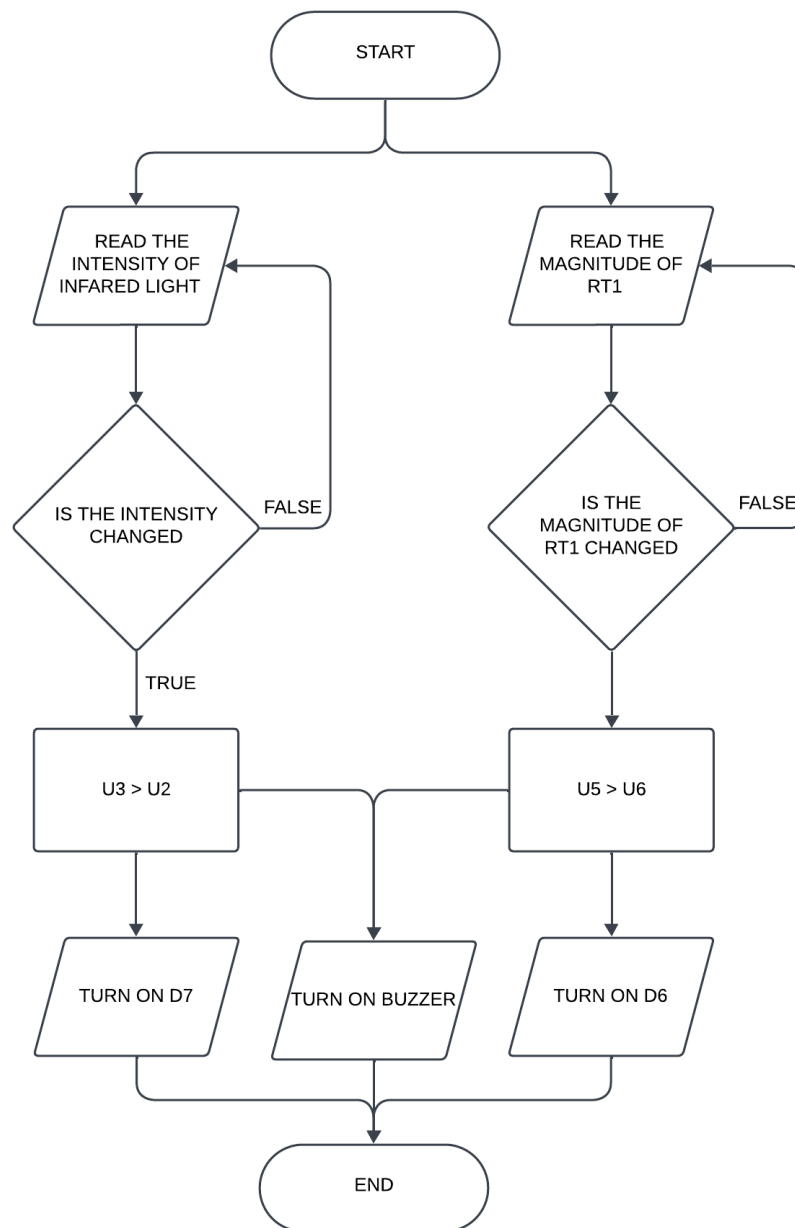 START
READ THE
INTENSITY OF
INFARED LIGHT
READ THE
MAGNITUDE OF
RT1
IS THE INTENSITY
CHANGED
FALSE
IS THE
MAGNITUDE OF
RT1 CHANGED
FALSE
TRUE
U3 > U2
U5 > U6
TURN ON D7
TURN ON BUZZER
TURN ON D6
END